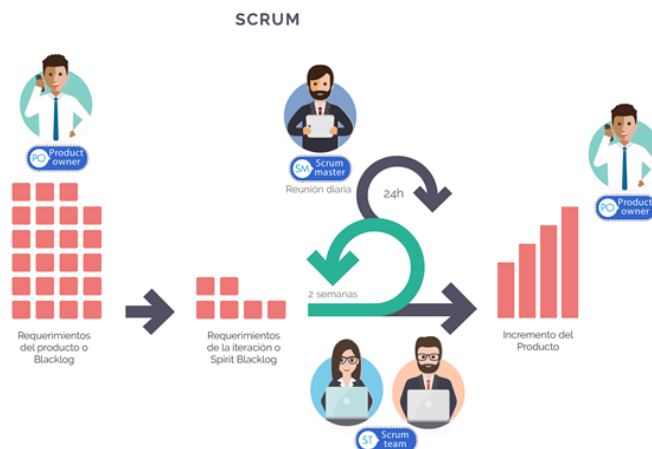 SCRUM
PO
Product
owner
SM
Scrum
master
Reunión diaria
24h
PO
Product
owner
2 semanas
Requerimientos
del producto o
Blacklog
Requerimientos
de la iteración o
Spirit Blacklog
Incremento del
Producto
ST
Scrum
team